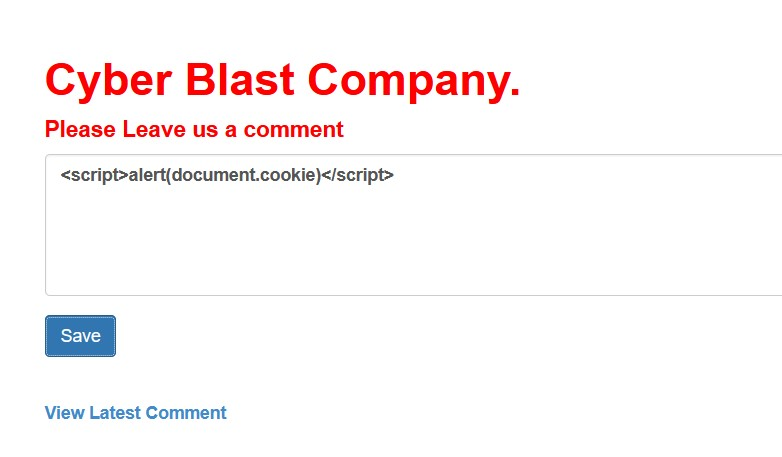 Cyber Blast Company.
Please Leave us a comment
<script>alert(document.cookie)</script>
Save
View Latest Comment